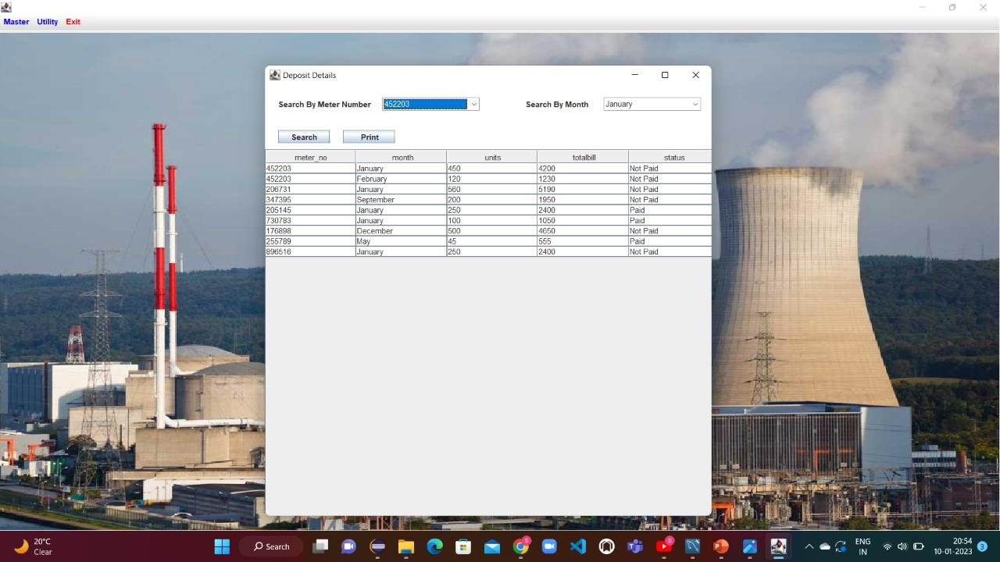 Master Utility Exit
Deposit Details
Search By Meter Number 452203 Search By Month January
Search Print
meter_no month units totalbill status
452203 January 450 4200 Not Paid
452203 February 120 1230 Not Paid
206731 January 560 5190 Not Paid
347395 September 200 1950 Not Paid
205145 January 250 2400 Paid
730783 January 100 1050 Paid
176898 December 500 4650 Not Paid
255789 May 45 555 Paid
896516 January 250 2400 Not Paid
20°C
Clear
Search
ENG
IN
20:54
10-01-2023
3